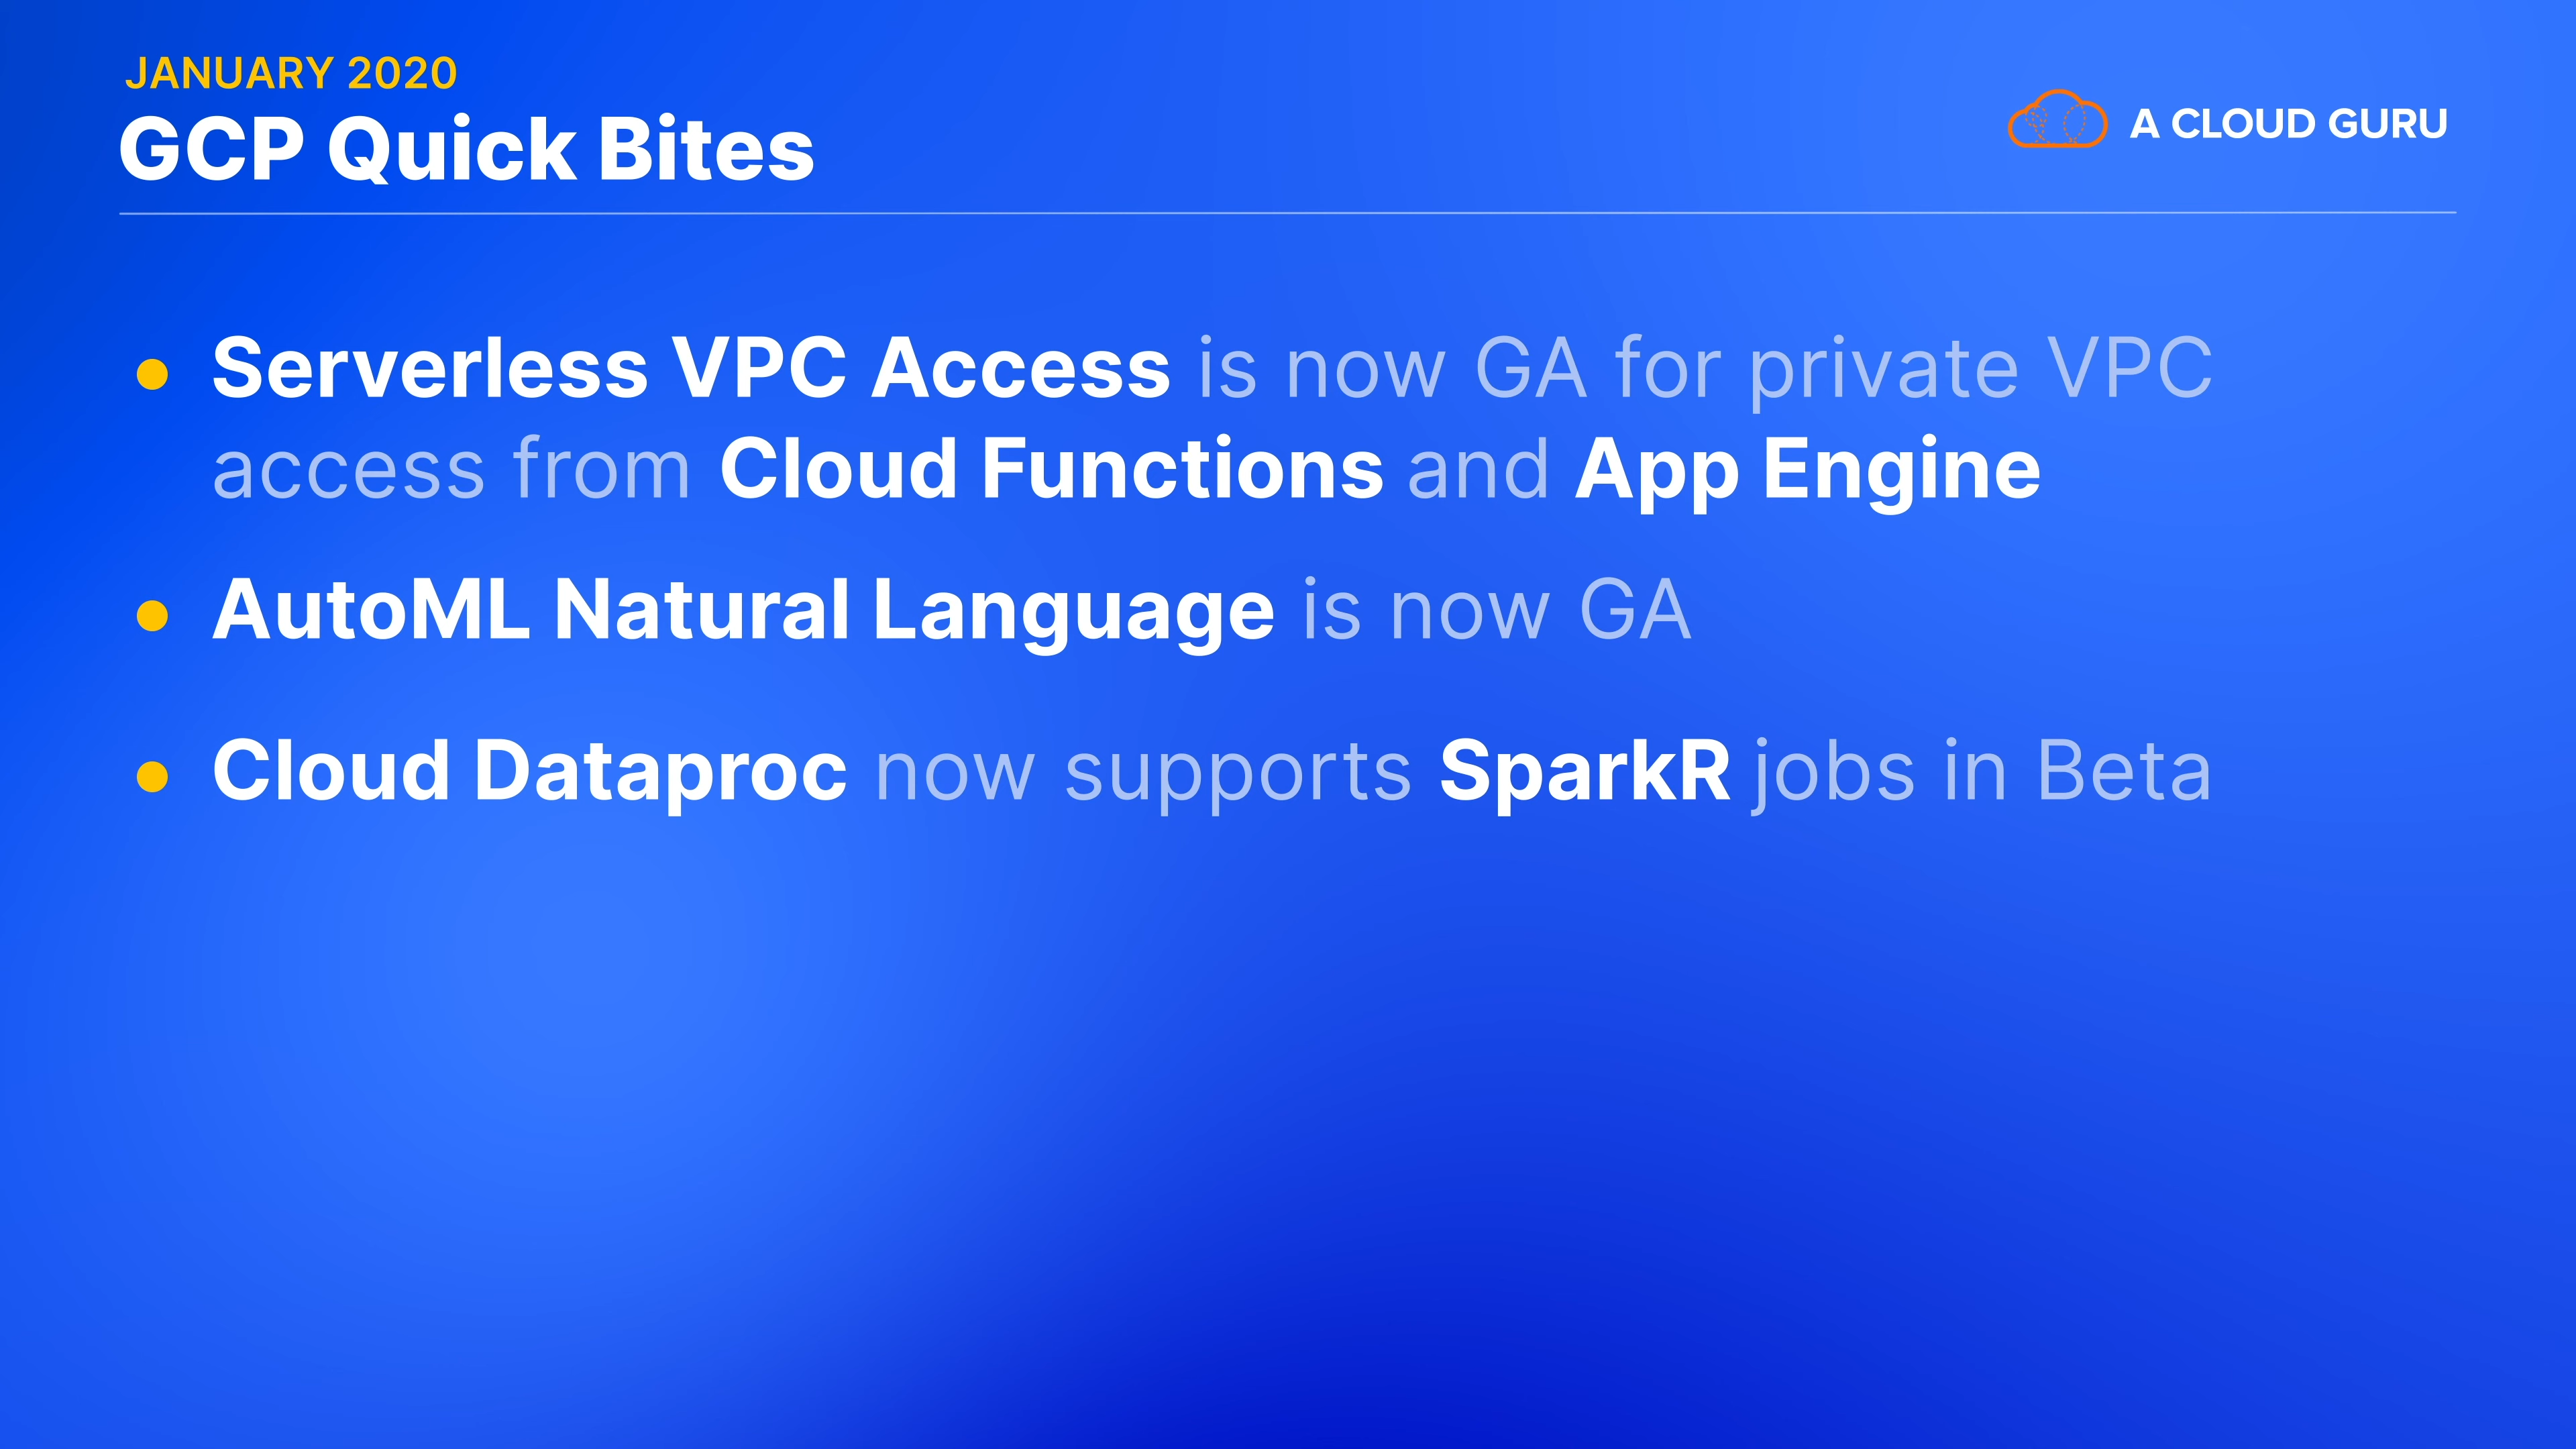 JANUARY 2020
GCP Quick Bites
A CLOUD GURU
Serverless VPC Access is now GA for private VPC
access from Cloud Functions and App Engine
AutoML Natural Language is now GA
Cloud Dataproc now supports SparkR jobs in Beta